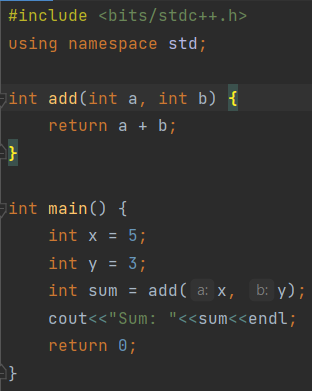 #include <bits/stdc++.h>
using namespace std;

int add(int a, int b) {
    return a + b;
}

int main() {
    int x = 5;
    int y = 3;
    int sum = add( a: x, b: y);
    cout<<"Sum: "<<sum<<endl;
    return 0;
}